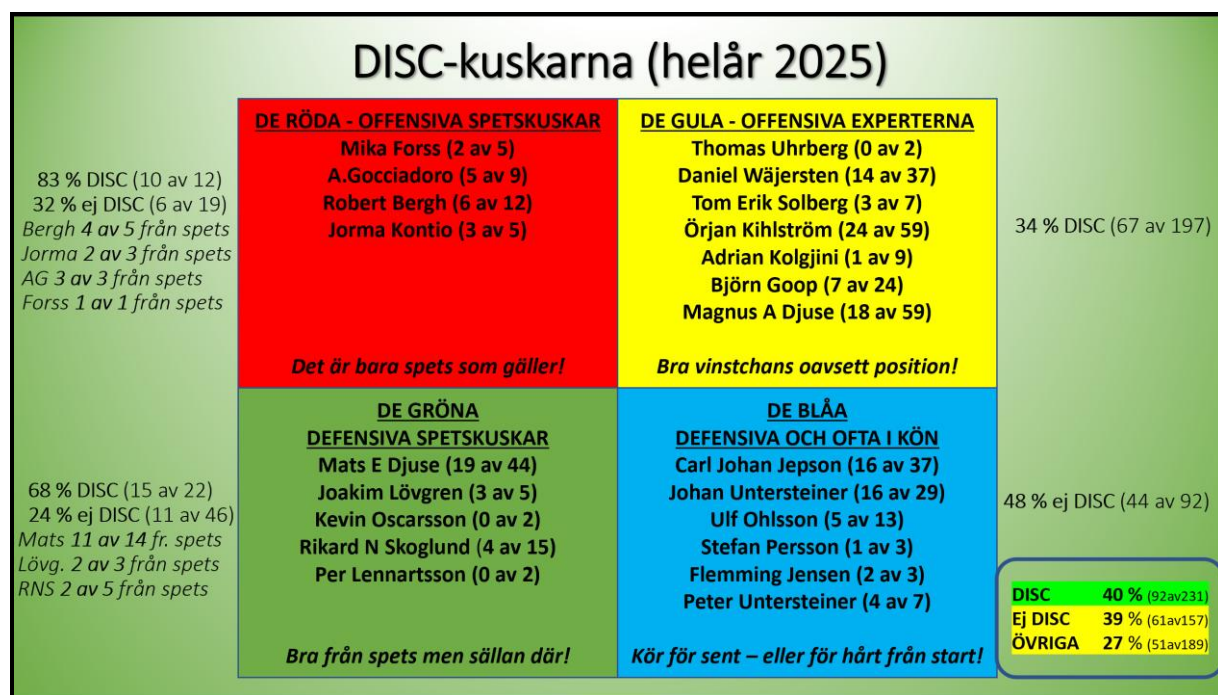 DISC-kuskarna (helår 2025)
83 % DISC (10 av 12)
32 % ej DISC (6 av 19)
Bergh 4 av 5 från spets
Jorma 2 av 3 från spets
AG 3 av 3 från spets
Forss 1 av 1 från spets
DE RÖDA - OFFENSIVA SPETSKUSKAR
Mika Forss (2 av 5)
A.Gocciadoro (5 av 9)
Robert Bergh (6 av 12)
Jorma Kontio (3 av 5)
Det är bara spets som gäller!
DE GULA - OFFENSIVA EXPERTERNA
Thomas Uhrberg (0 av 2)
Daniel Wäjersten (14 av 37)
Tom Erik Solberg (3 av 7)
Örjan Kihlström (24 av 59)
Adrian Kolgjini (1 av 9)
Björn Goop (7 av 24)
Magnus A Djuse (18 av 59)
Bra vinstchans oavsett position!
34 % DISC (67 av 197)
68 % DISC (15 av 22)
24 % ej DISC (11 av 46)
Mats 11 av 14 fr. spets
Lövg. 2 av 3 från spets
RNS 2 av 5 från spets
DE GRÖNA
DEFENSIVA SPETSKUSKAR
Mats E Djuse (19 av 44)
Joakim Lövgren (3 av 5)
Kevin Oscarsson (0 av 2)
Rikard N Skoglund (4 av 15)
Per Lennartsson (0 av 2)
Bra från spets men sällan där!
DE BLÅA
DEFENSIVA OCH OFTA I KÖN
Carl Johan Jepson (16 av 37)
Johan Untersteiner (16 av 29)
Ulf Ohlsson (5 av 13)
Stefan Persson (1 av 3)
Flemming Jensen (2 av 3)
Peter Untersteiner (4 av 7)
Kör för sent – eller för hårt från start!
48 % ej DISC (44 av 92)
DISC 40 % (92av231)
Ej DISC 39 % (61av157)
ÖVRIGA 27 % (51av189)